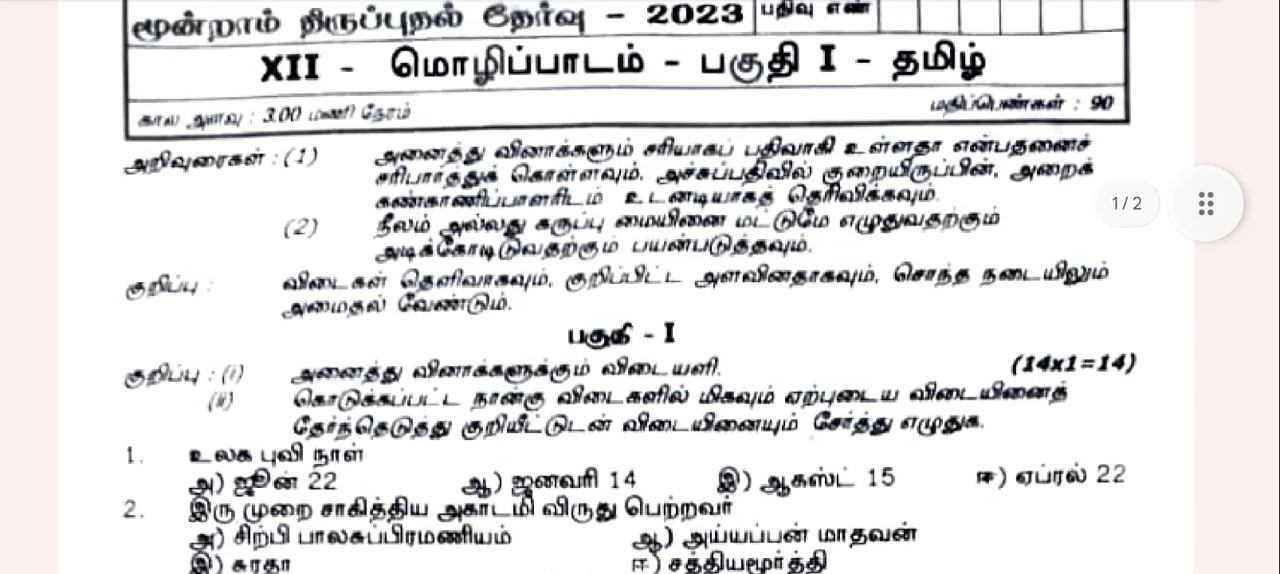 மூன்றாம் திருப்புதல் தேர்வு - 2023 பதிவு எண்
XII - மொழிப்பாடம் - பகுதி I - தமிழ்
கால அளவு : 3.00 மணி நேரம் மதிப்பெண்கள் : 90
அறிவுரைகள் : (1) அனைத்து வினாக்களும் சரியாகப் பதிவாகி உள்ளதா என்பதனைச்
சரிபார்த்துக் கொள்ளவும். அச்சுப்பதிவில் குறையிருப்பின், அறைக்
கண்காணிப்பாளரிடம் உடனடியாகத் தெரிவிக்கவும்.
(2) நீலம் அல்லது கருப்பு மையினை மட்டுமே எழுதுவதற்கும்
அடிக்கோடிடுவதற்கும் பயன்படுத்தவும்.
1/2
குறிப்பு : விடைகள் தெளிவாகவும், குறிப்பிட்ட அளவினதாகவும், சொந்த நடையிலும்
அமைதல் வேண்டும்.
பகுதி - I
குறிப்பு : (i) அனைத்து வினாக்களுக்கும் விடையளி. (14x1=14)
(ii) கொடுக்கப்பட்ட நான்கு விடைகளில் மிகவும் ஏற்புடைய விடையினைத்
தேர்ந்தெடுத்து குறியீட்டுடன் விடையினையும் சேர்த்து எழுதுக.
1. உலக புவி நாள்
அ) ஜூன் 22 ஆ) ஜனவரி 14 இ) ஆகஸ்ட் 15 ஈ) ஏப்ரல் 22
2. இரு முறை சாகித்திய அகாடமி விருது பெற்றவர்
அ) சிற்பி பாலசுப்பிரமணியம் ஆ) அய்யப்பன் மாதவன்
இ) சுரதா ஈ) சத்தியமூர்த்தி